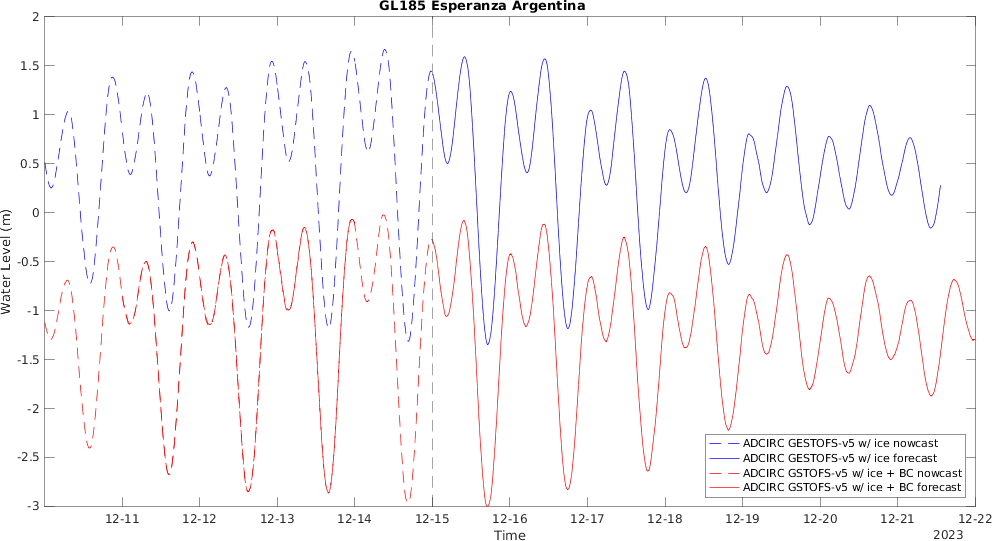 GL185 Esperanza Argentina
2
1.5
1
0.5
0
-0.5
-1
-1.5
-2
-2.5
-3
Water Level (m)
12-11 12-12 12-13 12-14 12-15 12-16 12-17 12-18 12-19 12-20 12-21 12-22
Time
2023
ADCIRC GESTOFS-v5 w/ ice nowcast
ADCIRC GESTOFS-v5 w/ ice forecast
ADCIRC GSTOFS-v5 w/ ice + BC nowcast
ADCIRC GSTOFS-v5 w/ ice + BC forecast